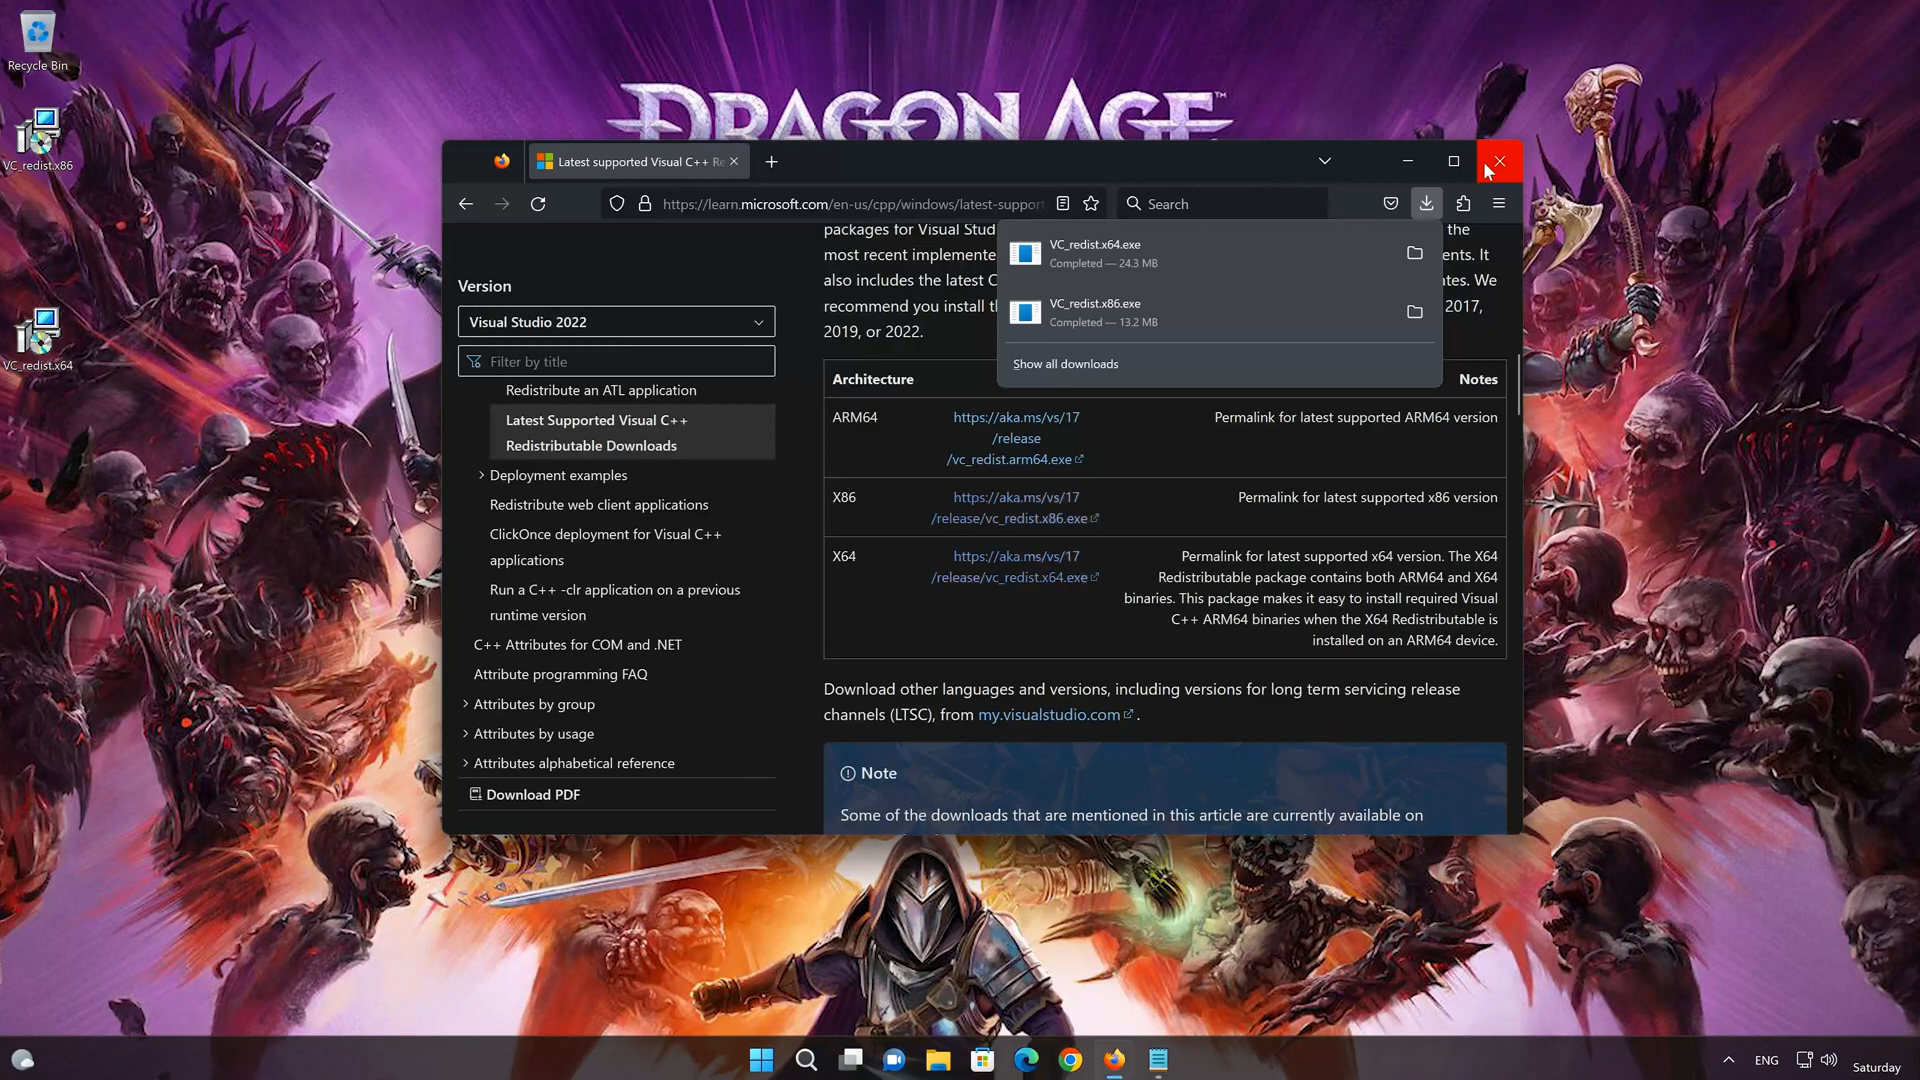 Recycle Bin
VC_redist.x86
VC_redist.x64
DRAGON AGE™
Latest supported Visual C++ Re
https://learn.microsoft.com/en-us/cpp/windows/latest-support
Search
VC_redist.x64.exe
Completed — 24.3 MB
VC_redist.x86.exe
Completed — 13.2 MB
Show all downloads
Version
Visual Studio 2022
Filter by title
Redistribute an ATL application
Latest Supported Visual C++
Redistributable Downloads
Deployment examples
Redistribute web client applications
ClickOnce deployment for Visual C++
applications
Run a C++ -clr application on a previous
runtime version
C++ Attributes for COM and .NET
Attribute programming FAQ
Attributes by group
Attributes by usage
Attributes alphabetical reference
Download PDF
packages for Visual Stud the
most recent implemente ents. It
also includes the latest C ates. We
recommend you install th 2017,
2019, or 2022.
Architecture Notes
ARM64 https://aka.ms/vs/17 Permalink for latest supported ARM64 version
/release
/vc_redist.arm64.exe
X86 https://aka.ms/vs/17 Permalink for latest supported x86 version
/release/vc_redist.x86.exe
X64 https://aka.ms/vs/17 Permalink for latest supported x64 version. The X64
/release/vc_redist.x64.exe Redistributable package contains both ARM64 and X64
binaries. This package makes it easy to install required Visual
C++ ARM64 binaries when the X64 Redistributable is
installed on an ARM64 device.
Download other languages and versions, including versions for long term servicing release
channels (LTSC), from my.visualstudio.com .
Note
Some of the downloads that are mentioned in this article are currently available on
ENG
Saturday